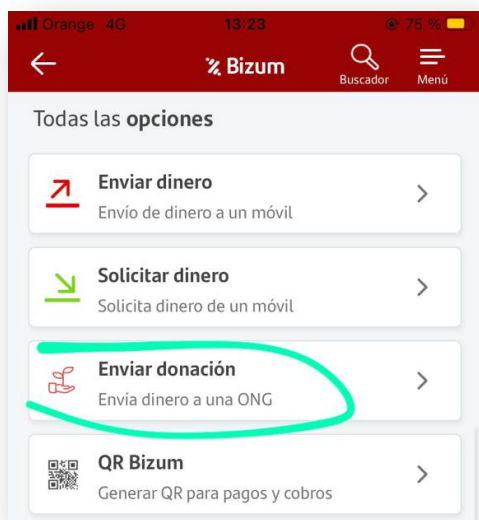 Orange 4G 13:23 75 %
Bizum
Buscador Menú
Todas las opciones
Enviar dinero
Envío de dinero a un móvil
Solicitar dinero
Solicita dinero de un móvil
Enviar donación
Envía dinero a una ONG
QR Bizum
Generar QR para pagos y cobros